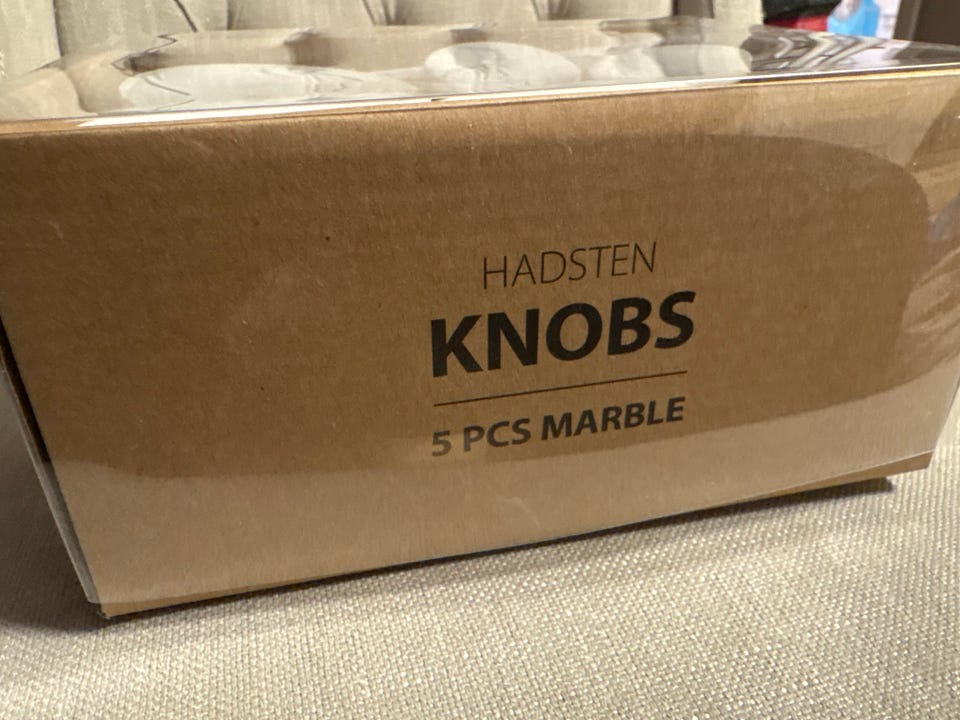 HADSTEN
KNOBS
5 PCS MARBLE